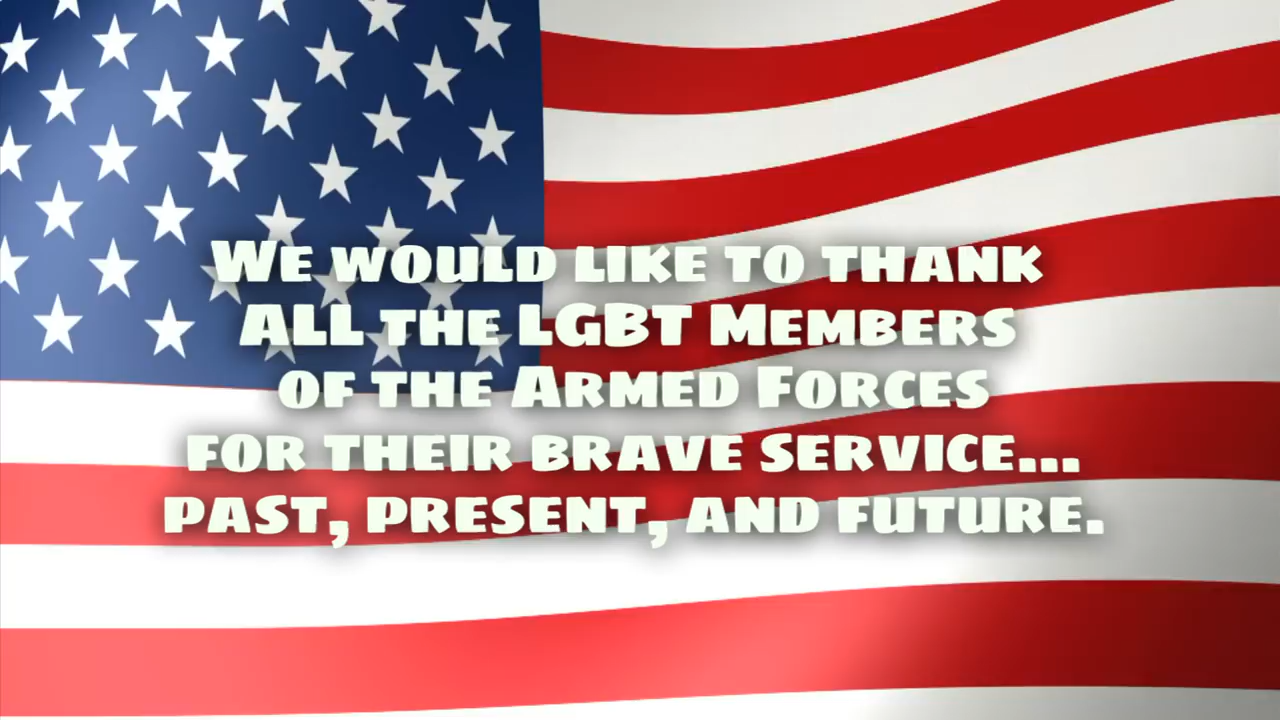 We would like to thank
ALL the LGBT Members
of the Armed Forces
for their brave service...
past, present, and future.